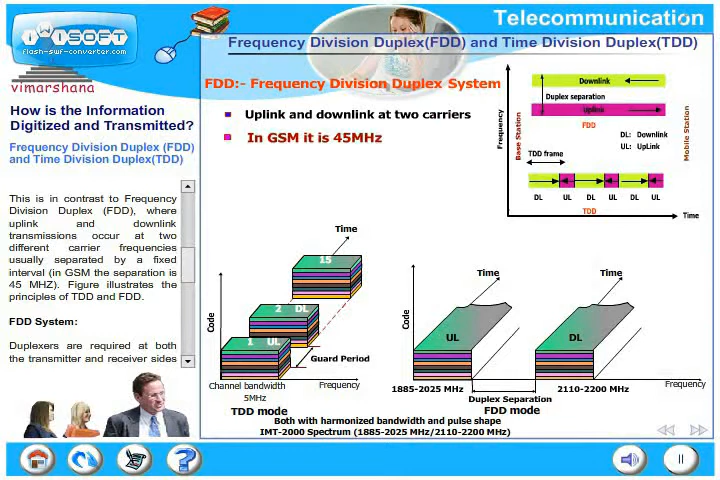 Telecommunication
iWiSOFT
flash-swf-converter.com
Frequency Division Duplex(FDD) and Time Division Duplex(TDD)
vimarshana
How is the Information
Digitized and Transmitted?
Frequency Division Duplex (FDD)
and Time Division Duplex(TDD)
This is in contrast to Frequency
Division Duplex (FDD), where
uplink and downlink
transmissions occur at two
different carrier frequencies
usually separated by a fixed
interval (in GSM the separation is
45 MHZ). Figure illustrates the
principles of TDD and FDD.
FDD System:
Duplexers are required at both
the transmitter and receiver sides
FDD:- Frequency Division Duplex System
Uplink and downlink at two carriers
In GSM it is 45MHz
Frequency
Base Station
Downlink
Duplex separation
Uplink
FDD
DL: Downlink
UL: UpLink
Mobile Station
TDD frame
DL UL DL UL DL UL
TDD
Time
Time
15
2 DL
1 UL
Code
Guard Period
Channel bandwidth
5MHz
Frequency
TDD mode
Time
Time
Code
UL
DL
1885-2025 MHz
2110-2200 MHz
Frequency
Duplex Separation
FDD mode
Both with harmonized bandwidth and pulse shape
IMT-2000 Spectrum (1885-2025 MHz/2110-2200 MHz)